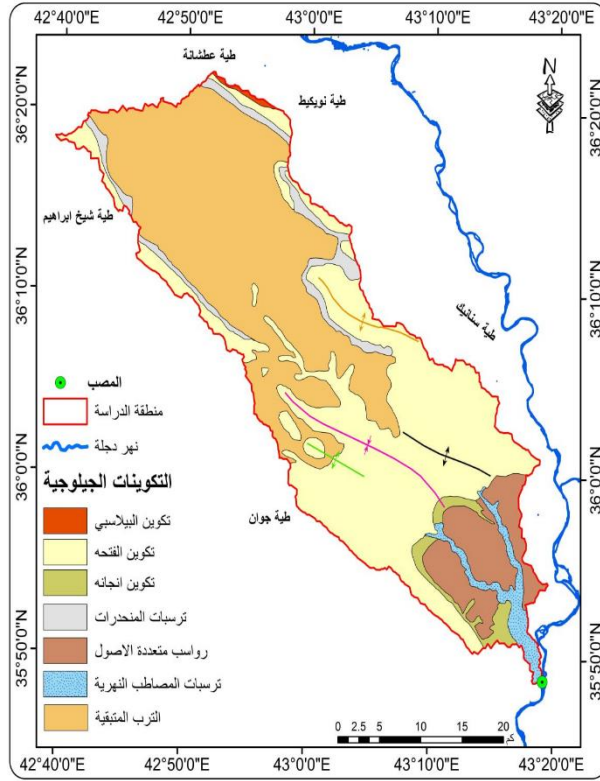 42°40'0"E 42°50'0"E 43°0'0"E 43°10'0"E 43°20'0"E
طية عطشانة
N
طية نويكيط
36°20'0"N
36°20'0"N
طية شيخ ابراهيم
36°10'0"N
36°10'0"N
طية سنانيك
المصب
منطقة الدراسة
نهر دجلة
36°0'0"N
36°0'0"N
التكوينات الجيلوجية
طية جوان
تكوين البيلاسبي
تكوين الفتحه
تكوين انجانه
ترسبات المنحدرات
رواسب متعددة الاصول
ترسبات المصاطب النهرية
الترب المتبقية
35°50'0"N
35°50'0"N
0 2.5 5 10 15 20
كم
42°40'0"E 42°50'0"E 43°0'0"E 43°10'0"E 43°20'0"E